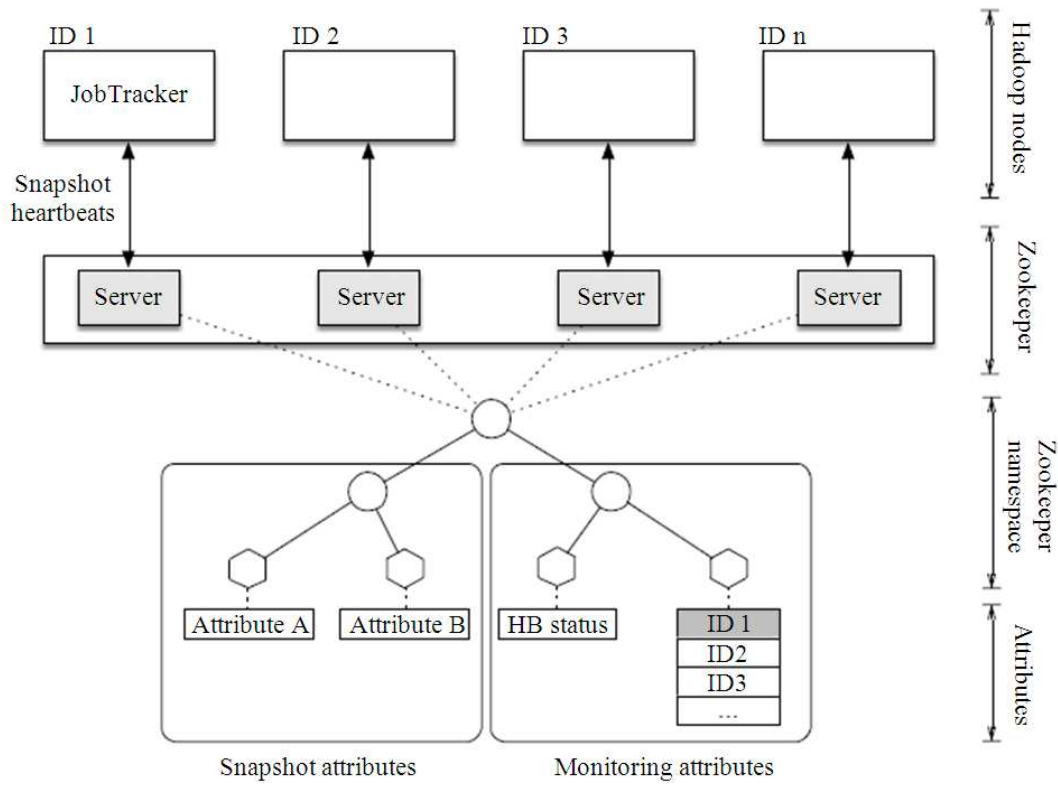 ID 1
ID 2
ID 3
ID n
JobTracker
Hadoop nodes
Snapshot
heartbeats
Server
Server
Server
Server
Zookeeper
Zookeeper
namespace
Attribute A
Attribute B
HB status
ID 1
ID2
ID3
...
Attributes
Snapshot attributes
Monitoring attributes